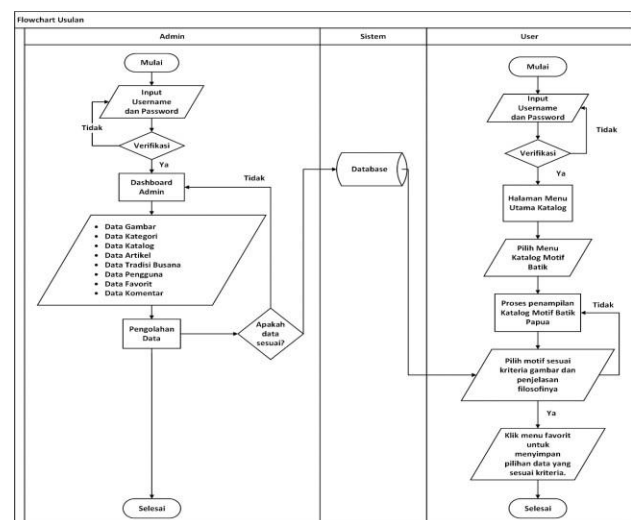 Flowchart Usulan
Admin
Sistem
User
Mulai
Input
Username
dan Password
Tidak
Verifikasi
Ya
Dashboard
Admin
Tidak
• Data Gambar
• Data Kategori
• Data Katalog
• Data Artikel
• Data Tradisi Busana
• Data Pengguna
• Data Favorit
• Data Komentar
Pengolahan
Data
Apakah
data
sesuai?
Selesai
Database
Mulai
Input
Username
dan Password
Tidak
Verifikasi
Ya
Halaman Menu
Utama Katalog
Pilih Menu
Katalog Motif
Batik
Proses penampilan
Katalog Motif Batik
Papua
Tidak
Pilih motif sesuai
kriteria gambar dan
penjelasan
filosofinya
Ya
Klik menu favorit
untuk
menyimpan
pilihan data yang
sesuai kriteria.
Selesai